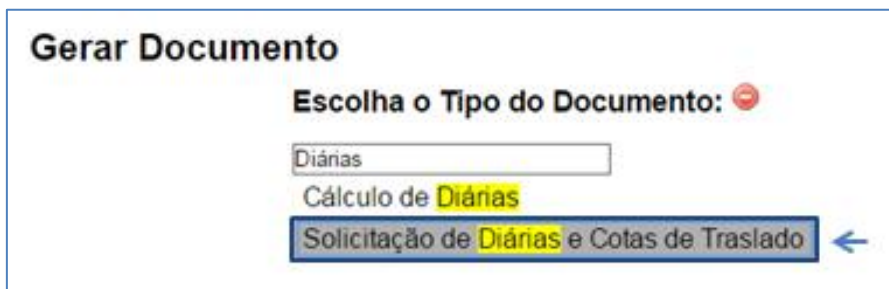 Gerar Documento
Escolha o Tipo do Documento:
Diárias
Cálculo de Diárias
Solicitação de Diárias e Cotas de Traslado